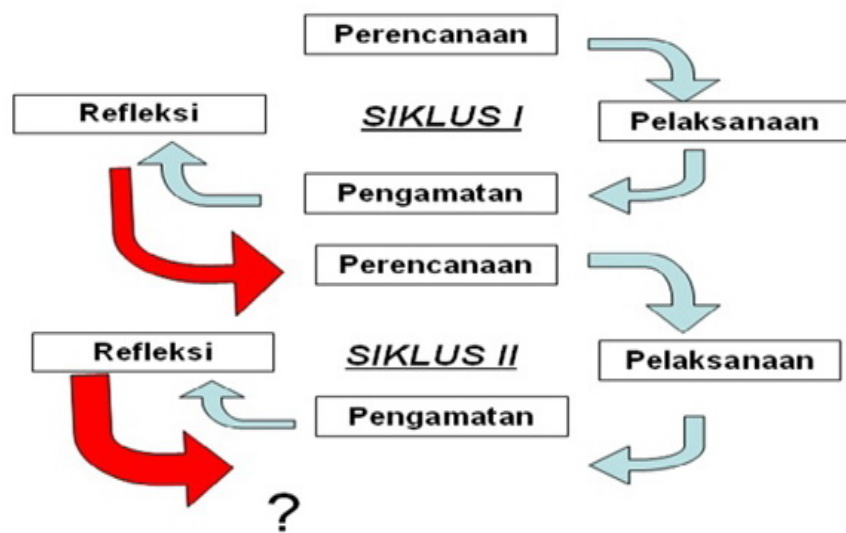 Perencanaan
Refleksi
SIKLUS I
Pelaksanaan
Pengamatan
Perencanaan
Refleksi
SIKLUS II
Pelaksanaan
Pengamatan
?